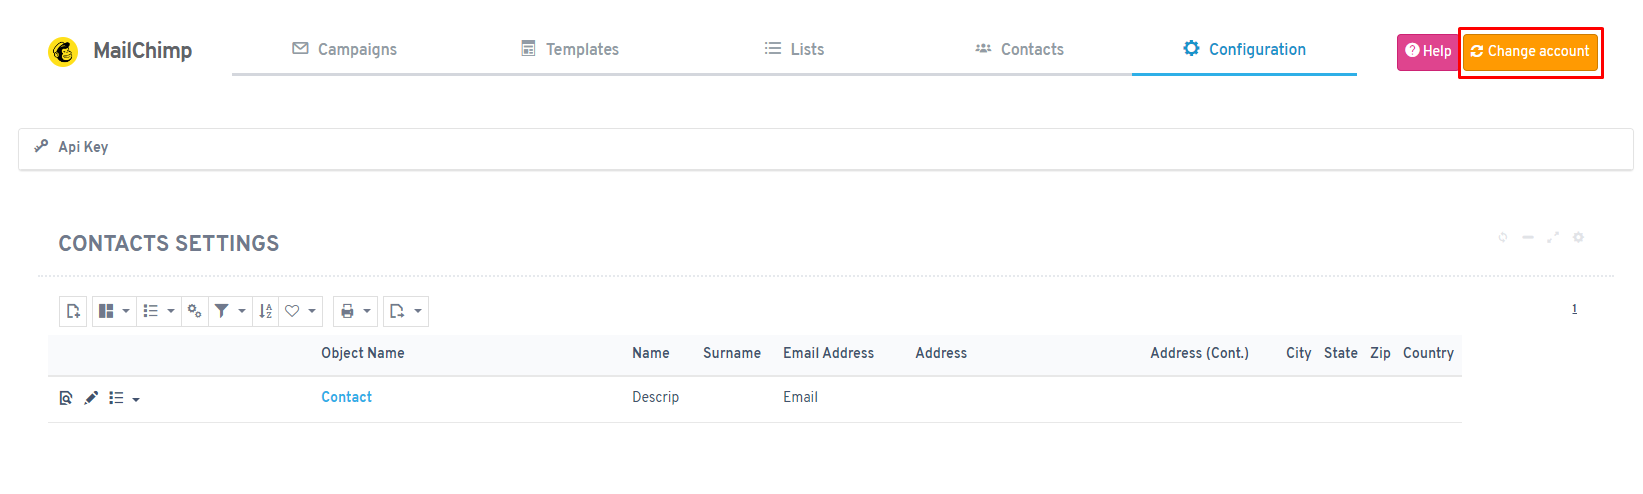 MailChimp Campaigns Templates Lists Contacts Configuration Help Change account
Api Key
CONTACTS SETTINGS
1
Object Name Name Surname Email Address Address Address (Cont.) City State Zip Country
Contact Descrip Email